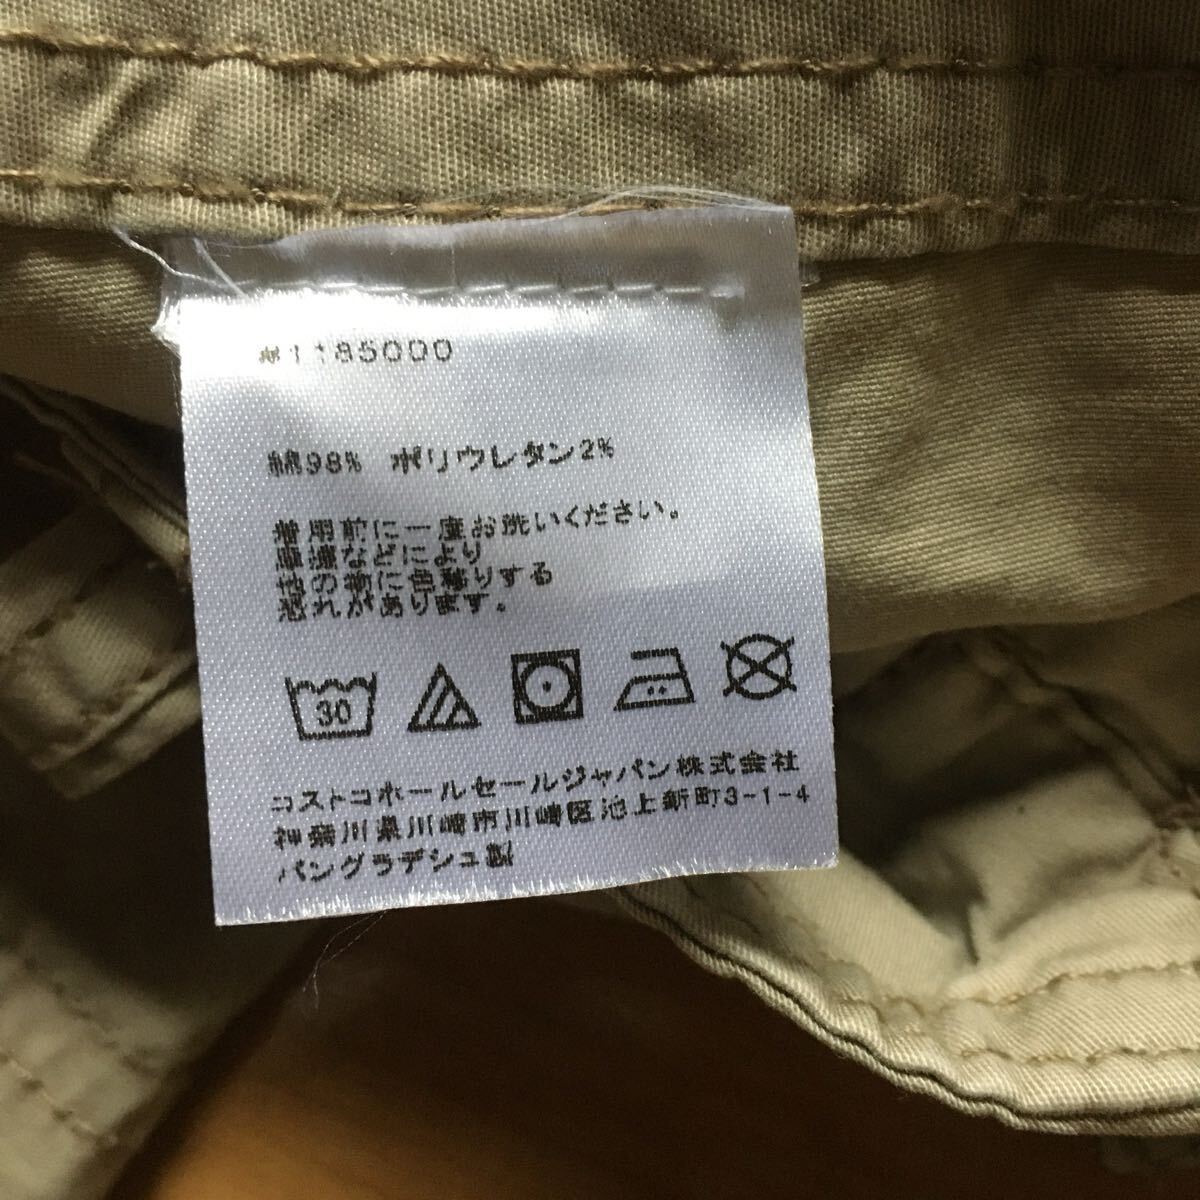 #1185000
綿98% ポリウレタン2%
着用前に一度お洗いください。
摩擦などにより
他の物に色移りする
恐れがあります。
30
コストコホールセールジャパン株式会社
神奈川県川崎市川崎区池上新町3-1-4
バングラデシュ製